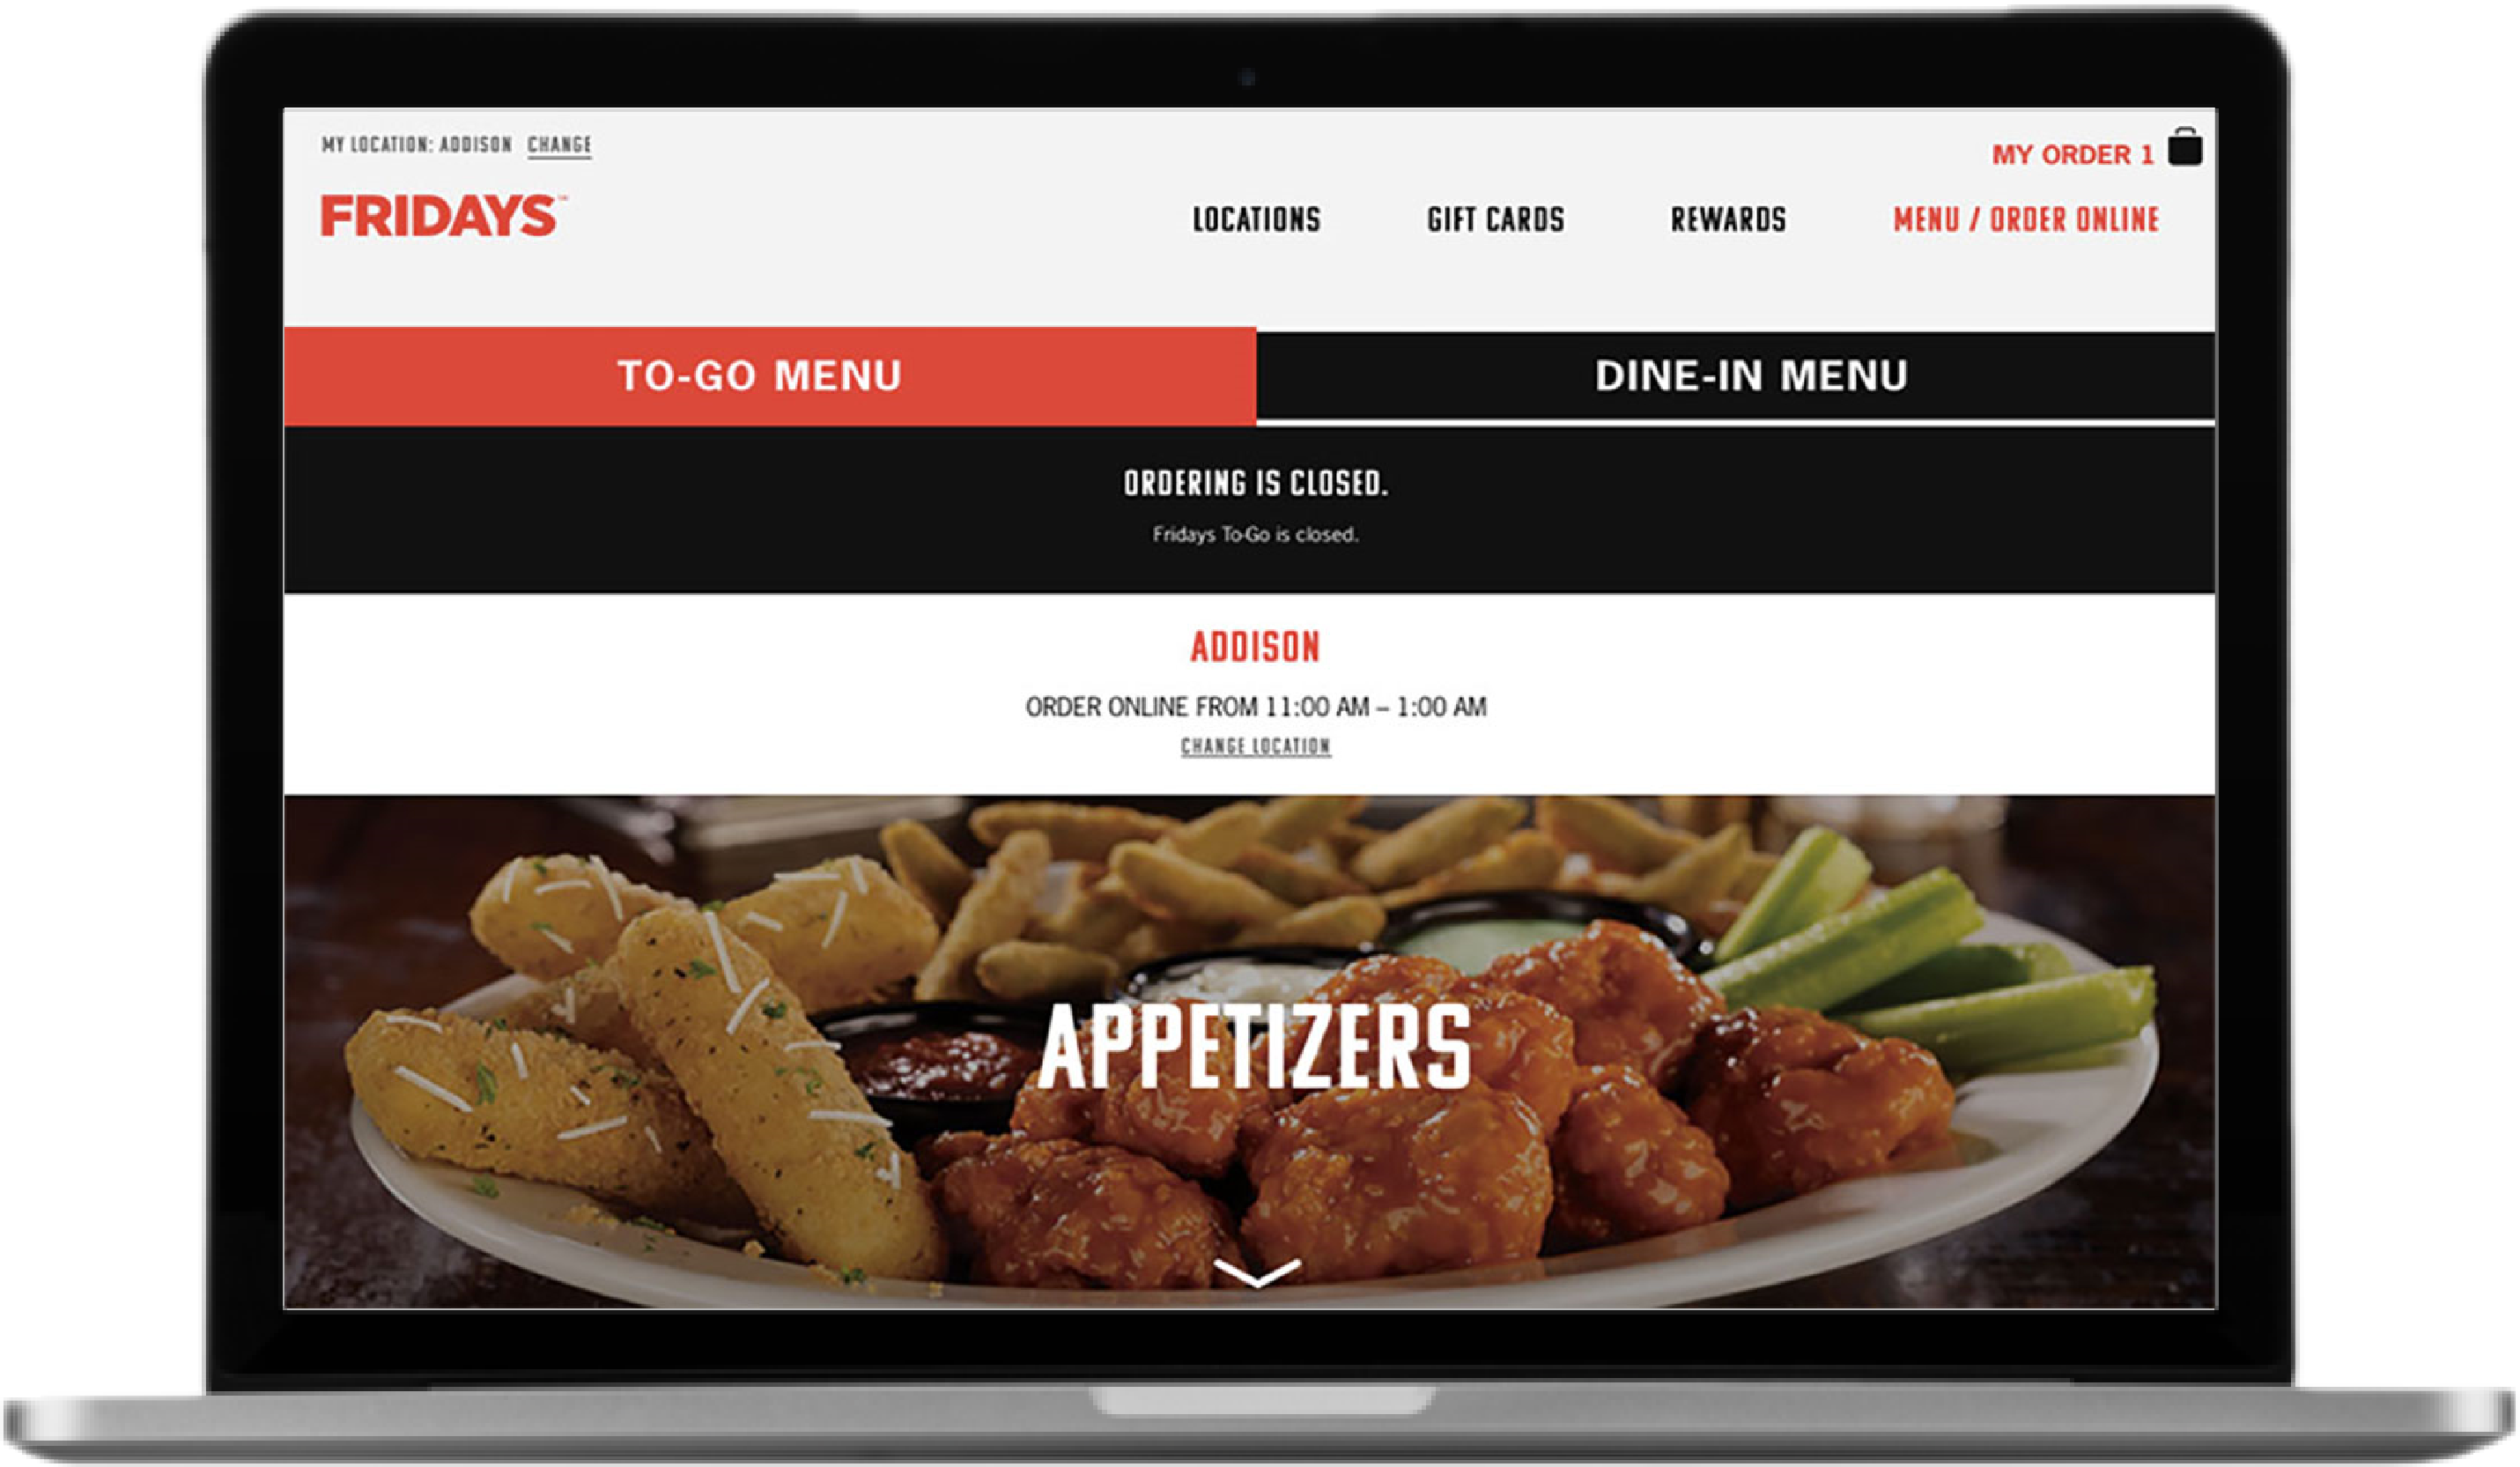 MY LOCATION: ADDISON CHANGE
MY ORDER 1
FRIDAYS™
LOCATIONS GIFT CARDS REWARDS MENU / ORDER ONLINE
TO-GO MENU DINE-IN MENU
ORDERING IS CLOSED.
Fridays To-Go is closed.
ADDISON
ORDER ONLINE FROM 11:00 AM – 1:00 AM
CHANGE LOCATION
APPETIZERS